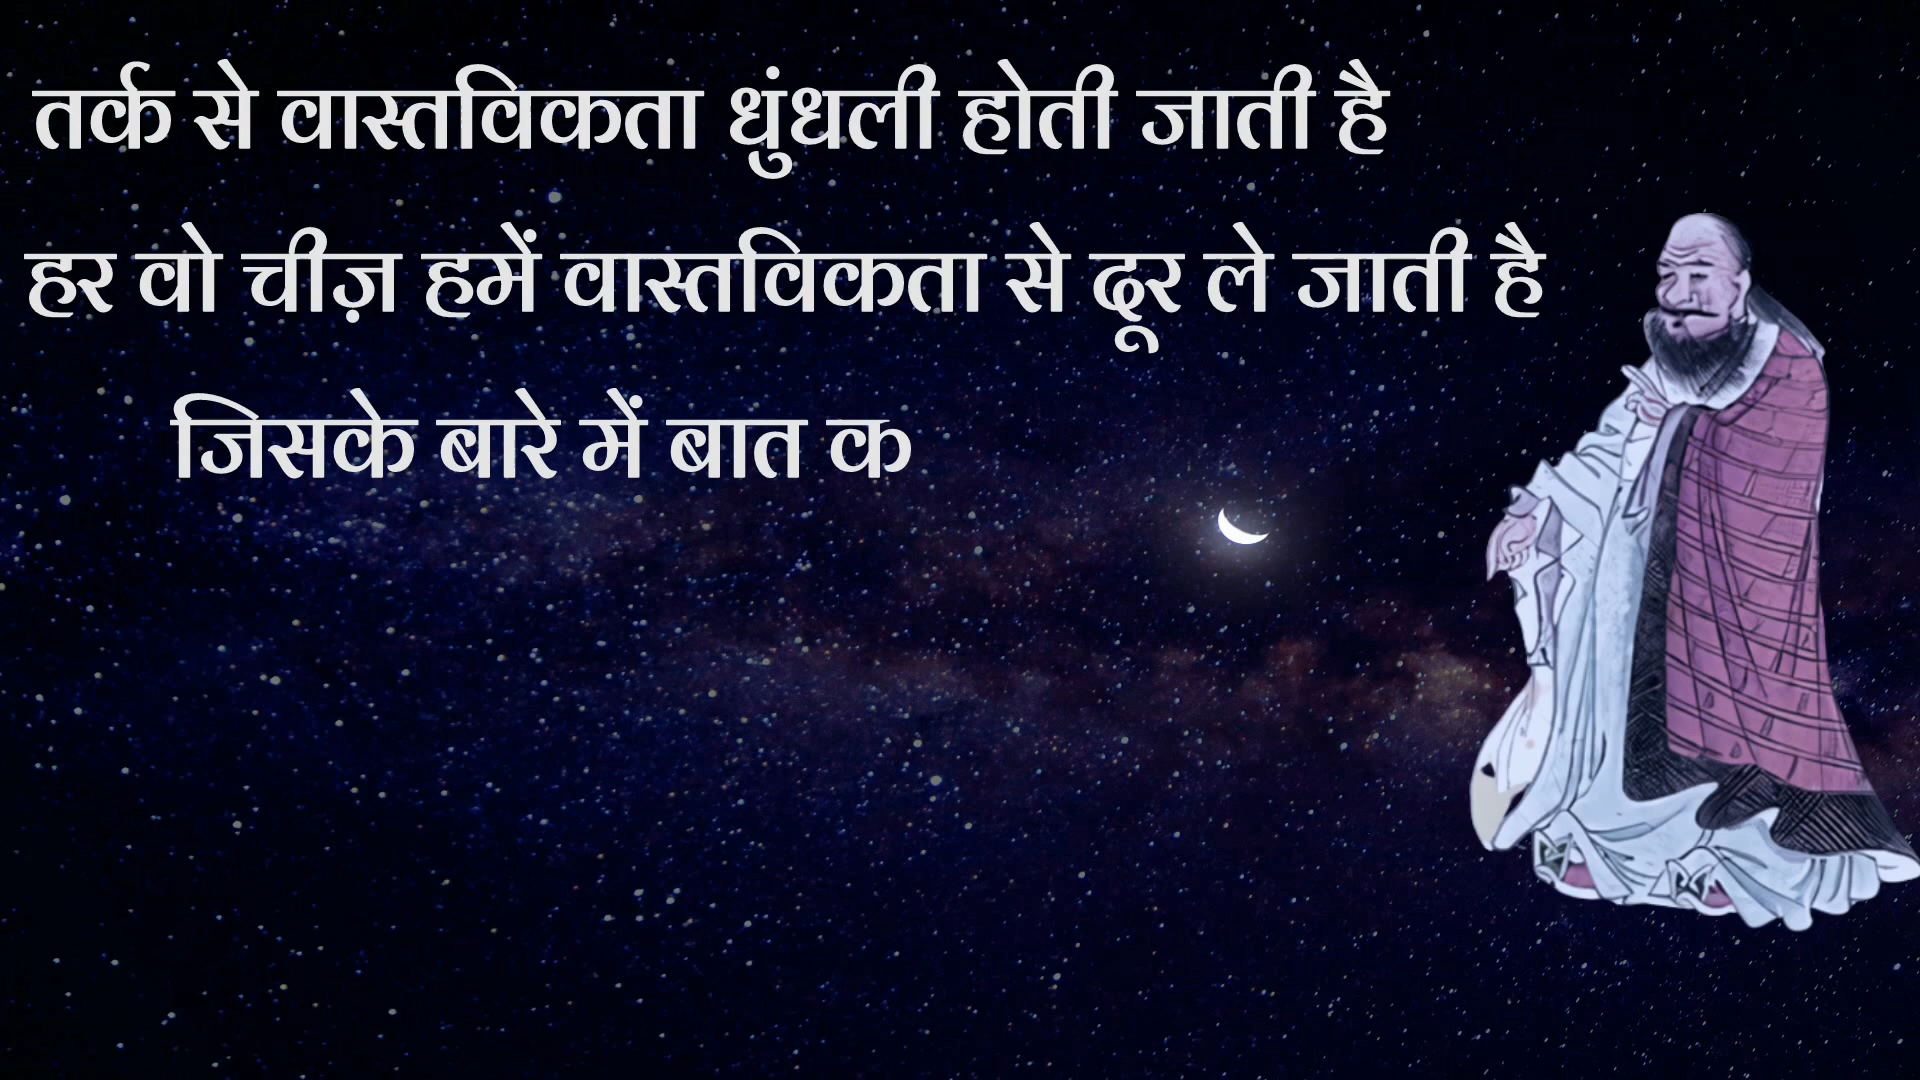 तर्क से वास्तविकता धुंधली होती जाती है
हर वो चीज़ हमें वास्तविकता से दूर ले जाती है
जिसके बारे में बात क